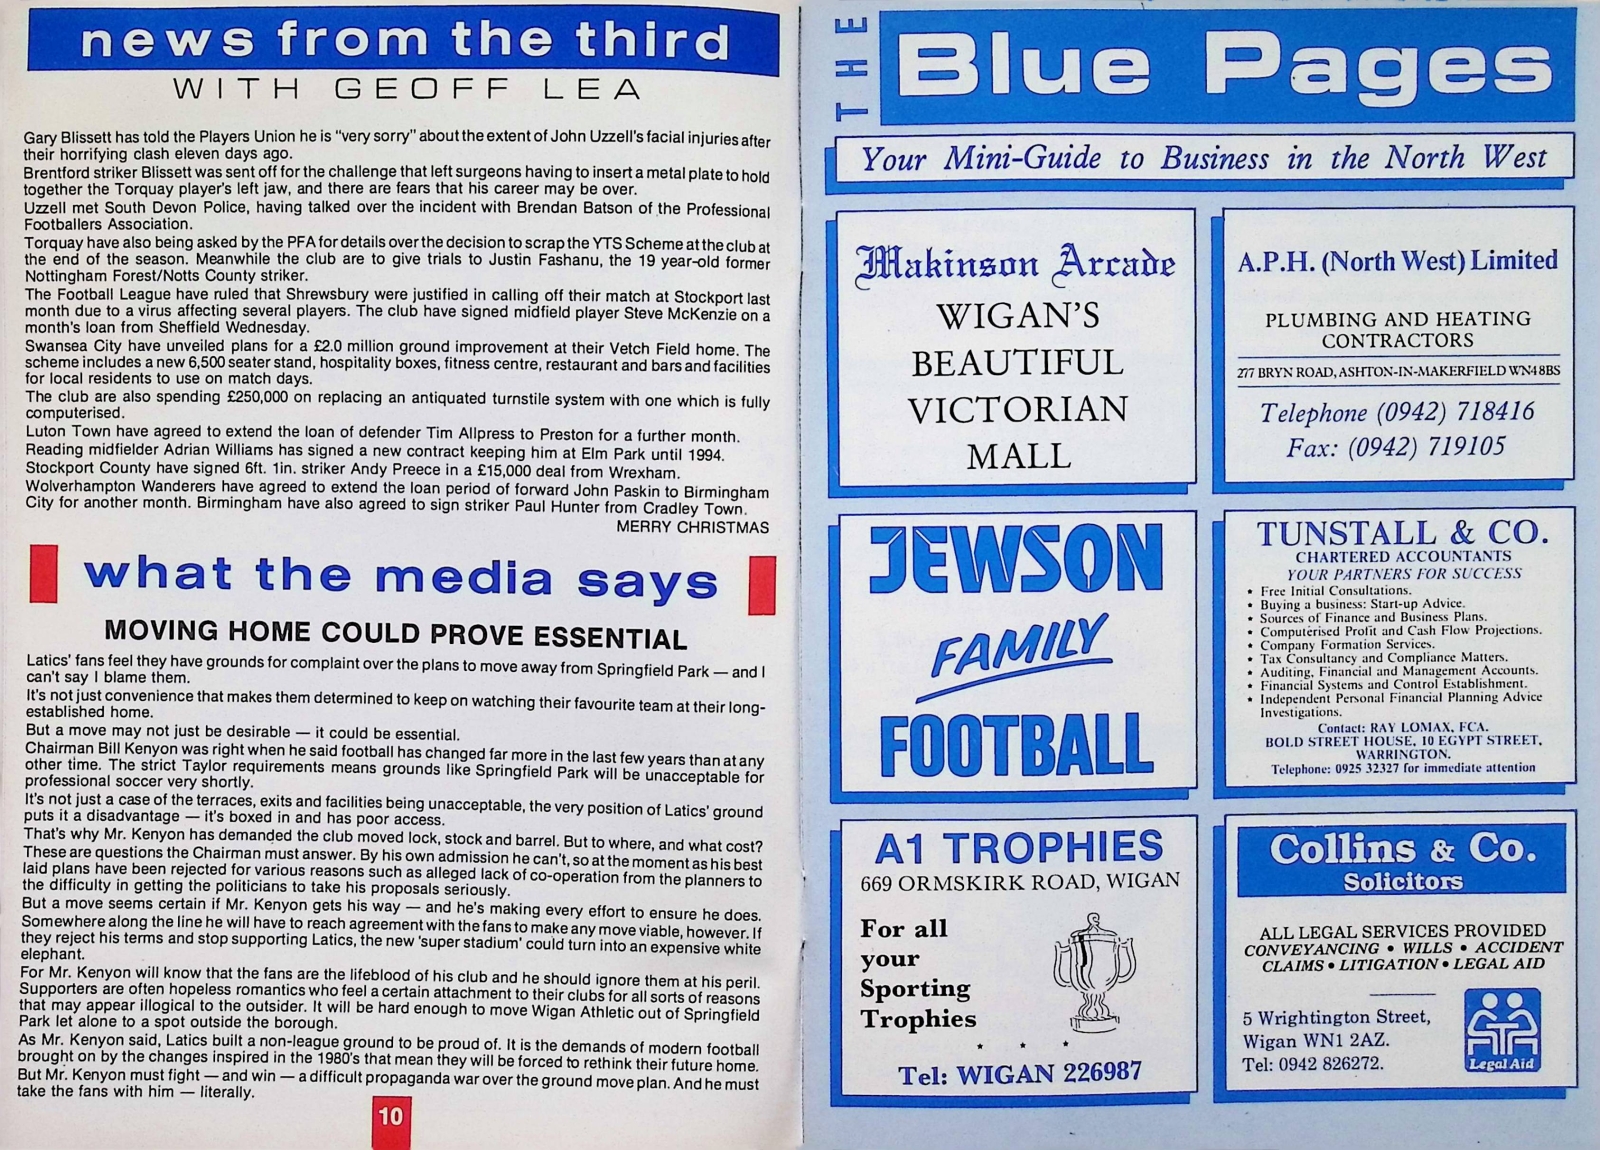 news from the third
WITH GEOFF LEA
Gary Blissett has told the Players Union he is "very sorry" about the extent of John Uzzell's facial injuries after
their horrifying clash eleven days ago.
Brentford striker Blissett was sent off for the challenge that left surgeons having to insert a metal plate to hold
together the Torquay player's left jaw, and there are fears that his career may be over.
Uzzell met South Devon Police, having talked over the incident with Brendan Batson of the Professional
Footballers Association.
Torquay have also being asked by the PFA for details over the decision to scrap the YTS Scheme at the club at
the end of the season. Meanwhile the club are to give trials to Justin Fashanu, the 19 year-old former
Nottingham Forest/Notts County striker.
The Football League have ruled that Shrewsbury were justified in calling off their match at Stockport last
month due to a virus affecting several players. The club have signed midfield player Steve McKenzie on a
month's loan from Sheffield Wednesday.
Swansea City have unveiled plans for a £2.0 million ground improvement at their Vetch Field home. The
scheme includes a new 6,500 seater stand, hospitality boxes, fitness centre, restaurant and bars and facilities
for local residents to use on match days.
The club are also spending £250,000 on replacing an antiquated turnstile system with one which is fully
computerised.
Luton Town have agreed to extend the loan of defender Tim Allpress to Preston for a further month.
Reading midfielder Adrian Williams has signed a new contract keeping him at Elm Park until 1994.
Stockport County have signed 6ft. 1in. striker Andy Preece in a £15,000 deal from Wrexham.
Wolverhampton Wanderers have agreed to extend the loan period of forward John Paskin to Birmingham
City for another month. Birmingham have also agreed to sign striker Paul Hunter from Cradley Town.
MERRY CHRISTMAS
what the media says
MOVING HOME COULD PROVE ESSENTIAL
Latics' fans feel they have grounds for complaint over the plans to move away from Springfield Park — and I
can't say I blame them.
It's not just convenience that makes them determined to keep on watching their favourite team at their long-
established home.
But a move may not just be desirable — it could be essential.
Chairman Bill Kenyon was right when he said football has changed far more in the last few years than at any
other time. The strict Taylor requirements means grounds like Springfield Park will be unacceptable for
professional soccer very shortly.
It's not just a case of the terraces, exits and facilities being unacceptable, the very position of Latics' ground
puts it a disadvantage — it's boxed in and has poor access.
That's why Mr. Kenyon has demanded the club moved lock, stock and barrel. But to where, and what cost?
These are questions the Chairman must answer. By his own admission he can't, so at the moment as his best
laid plans have been rejected for various reasons such as alleged lack of co-operation from the planners to
the difficulty in getting the politicians to take his proposals seriously.
But a move seems certain if Mr. Kenyon gets his way — and he's making every effort to ensure he does.
Somewhere along the line he will have to reach agreement with the fans to make any move viable, however. If
they reject his terms and stop supporting Latics, the new 'super stadium' could turn into an expensive white
elephant.
For Mr. Kenyon will know that the fans are the lifeblood of his club and he should ignore them at his peril.
Supporters are often hopeless romantics who feel a certain attachment to their clubs for all sorts of reasons
that may appear illogical to the outsider. It will be hard enough to move Wigan Athletic out of Springfield
Park let alone to a spot outside the borough.
As Mr. Kenyon said, Latics built a non-league ground to be proud of. It is the demands of modern football
brought on by the changes inspired in the 1980's that mean they will be forced to rethink their future home.
But Mr. Kenyon must fight — and win — a difficult propaganda war over the ground move plan. And he must
take the fans with him — literally.
10
THE Blue Pages
Your Mini-Guide to Business in the North West
Makinson Arcade
WIGAN'S
BEAUTIFUL
VICTORIAN
MALL
A.P.H. (North West) Limited
PLUMBING AND HEATING
CONTRACTORS
277 BRYN ROAD, ASHTON-IN-MAKERFIELD WN4 8BS
Telephone (0942) 718416
Fax: (0942) 719105
JEWSON
FAMILY
FOOTBALL
TUNSTALL & CO.
CHARTERED ACCOUNTANTS
YOUR PARTNERS FOR SUCCESS
• Free Initial Consultations.
• Buying a business: Start-up Advice.
• Sources of Finance and Business Plans.
• Computerised Profit and Cash Flow Projections.
• Company Formation Services.
• Tax Consultancy and Compliance Matters.
• Auditing, Financial and Management Accounts.
• Financial Systems and Control Establishment.
• Independent Personal Financial Planning Advice
Investigations.
Contact: RAY LOMAX, FCA.
BOLD STREET HOUSE, 10 EGYPT STREET,
WARRINGTON.
Telephone: 0925 32327 for immediate attention
A1 TROPHIES
669 ORMSKIRK ROAD, WIGAN
For all
your
Sporting
Trophies
* * *
Tel: WIGAN 226987
Collins & Co.
Solicitors
ALL LEGAL SERVICES PROVIDED
CONVEYANCING • WILLS • ACCIDENT
CLAIMS • LITIGATION • LEGAL AID
5 Wrightington Street,
Wigan WN1 2AZ.
Tel: 0942 826272.
Legal Aid